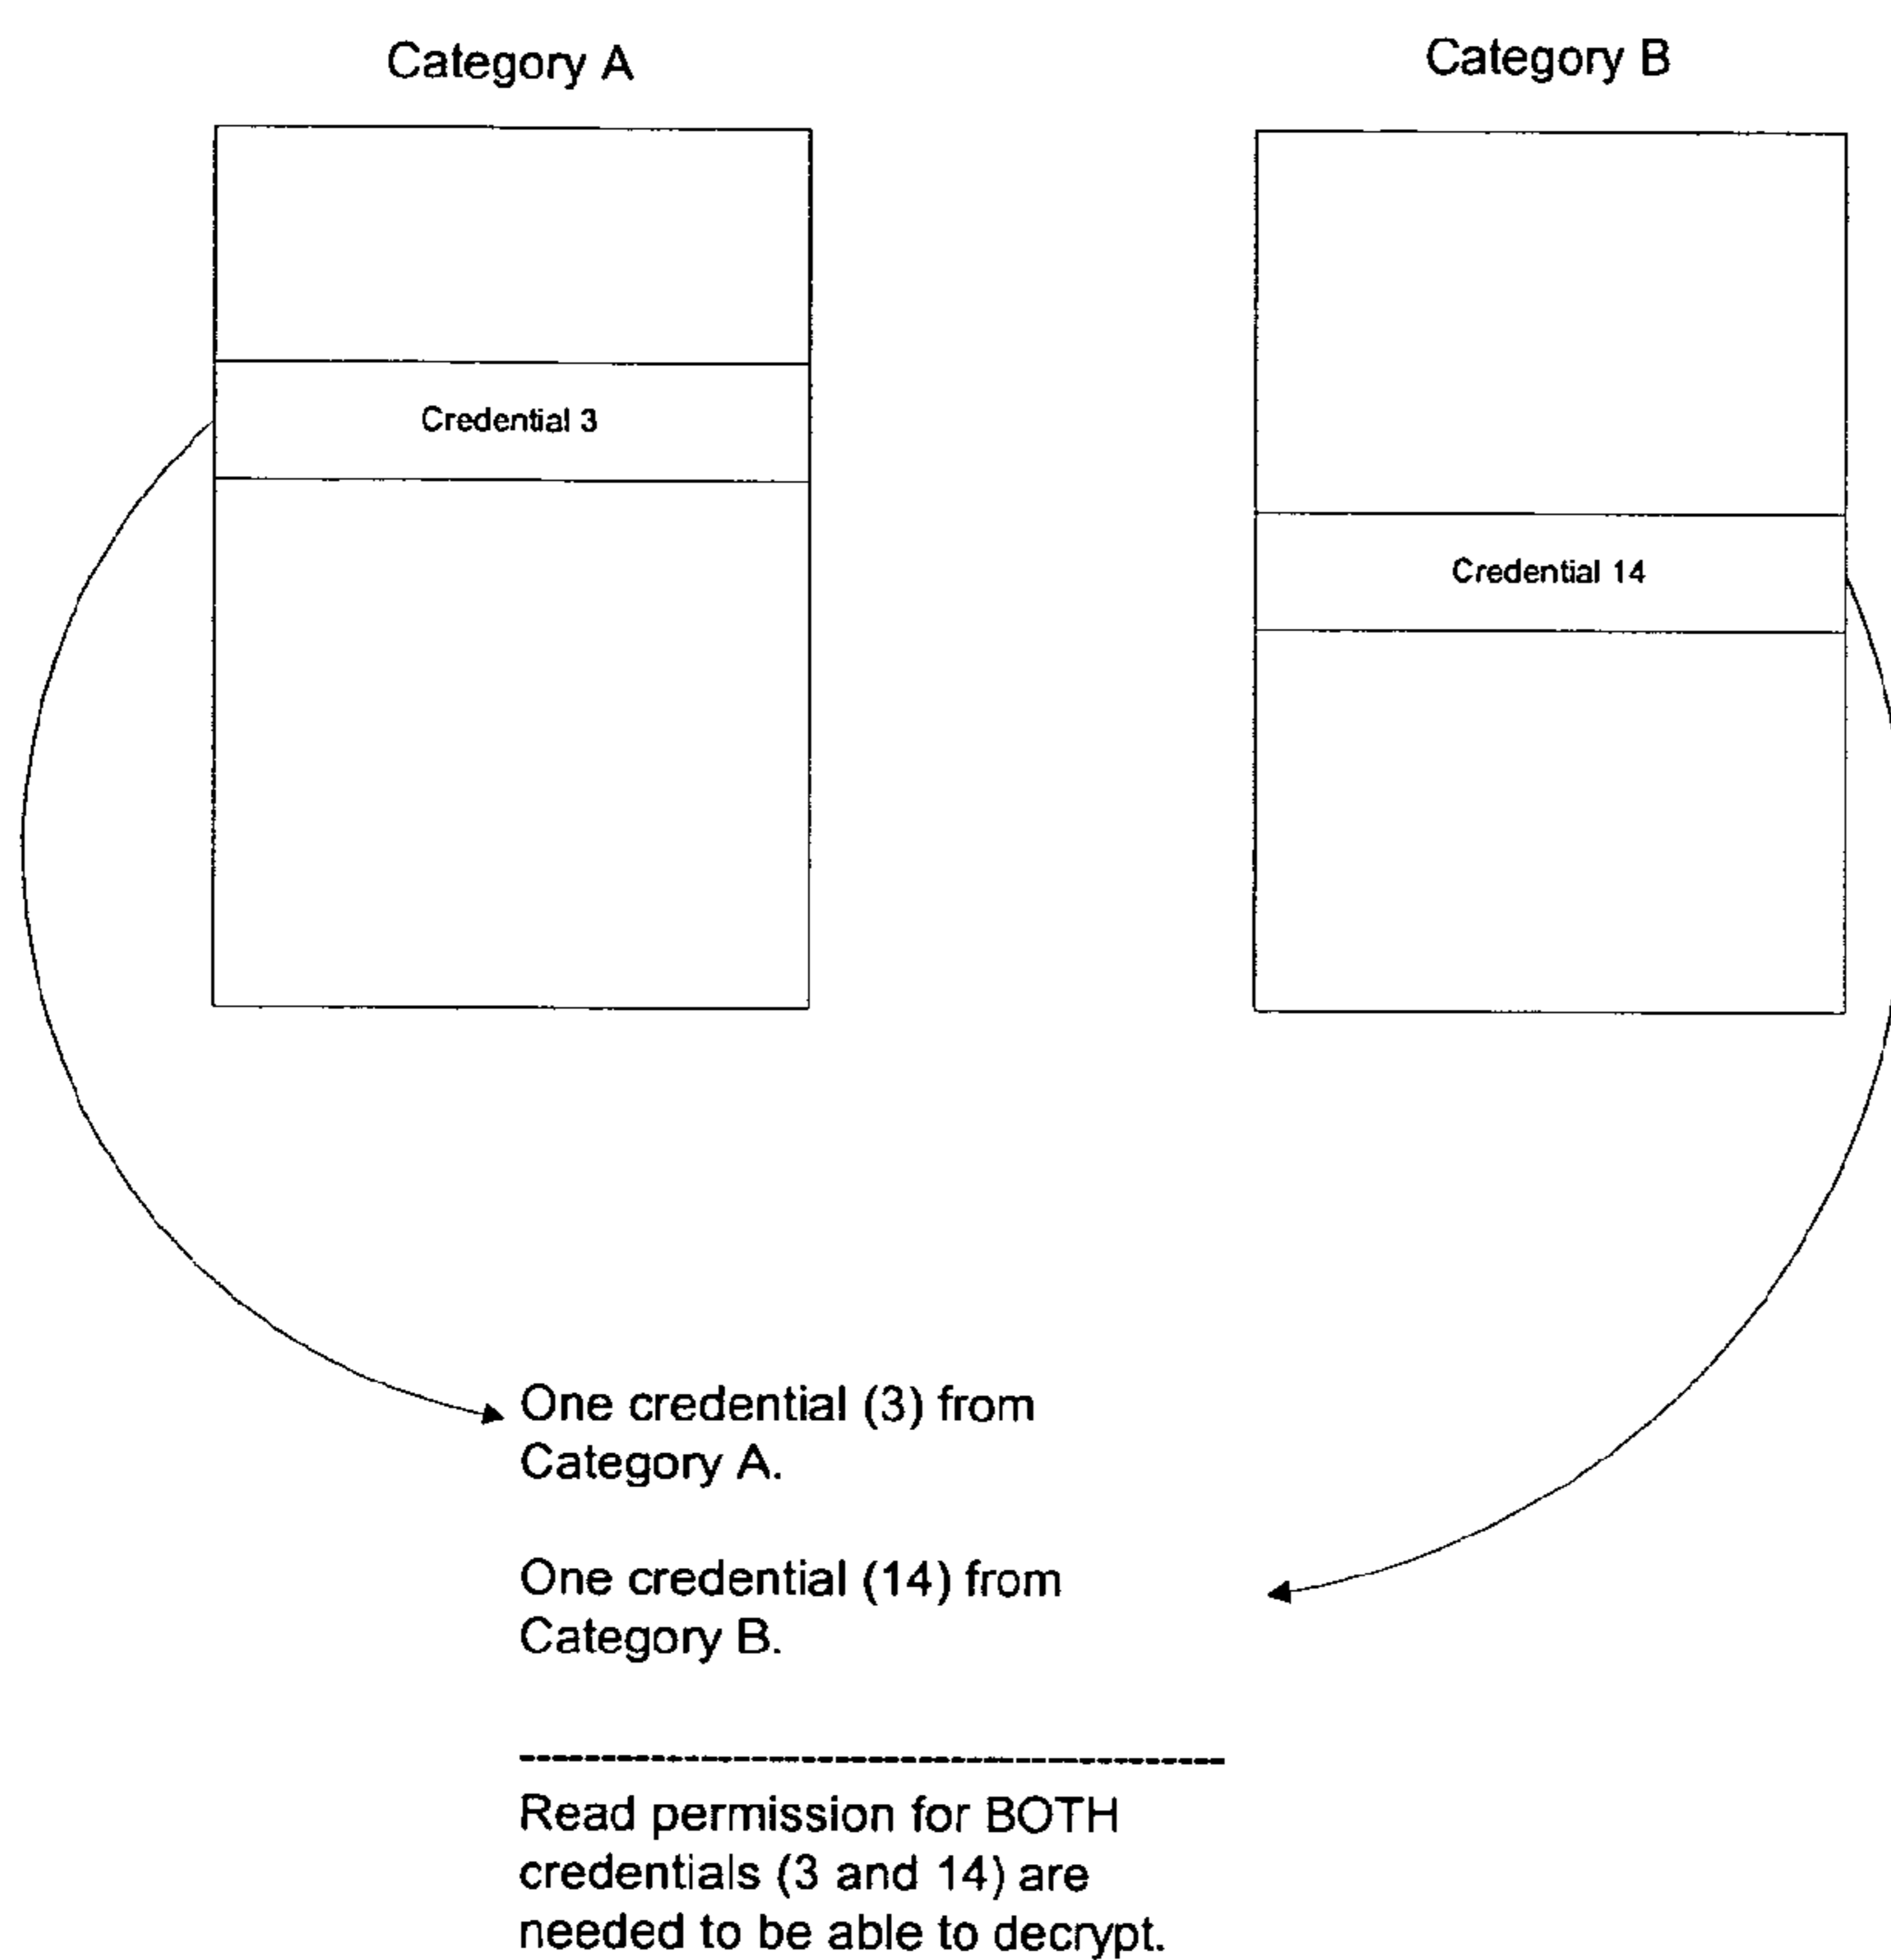 Category A
Category B
Credential 3
Credential 14
One credential (3) from
Category A.
One credential (14) from
Category B.
Read permission for BOTH
credentials (3 and 14) are
needed to be able to decrypt.